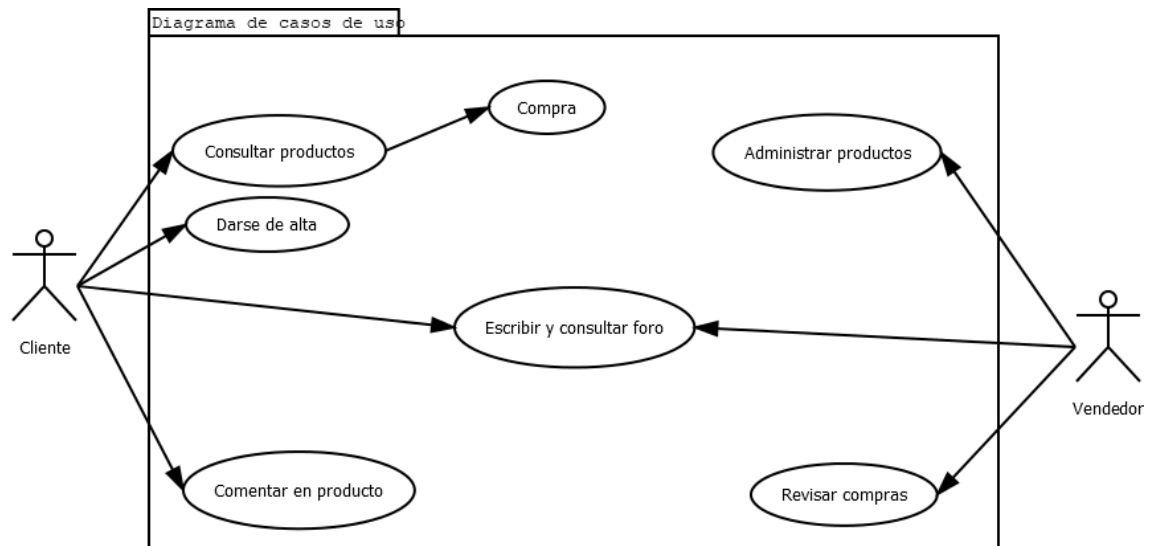 Diagrama de casos de uso
Compra
Consultar productos
Administrar productos
Darse de alta
Escribir y consultar foro
Cliente
Vendedor
Comentar en producto
Revisar compras